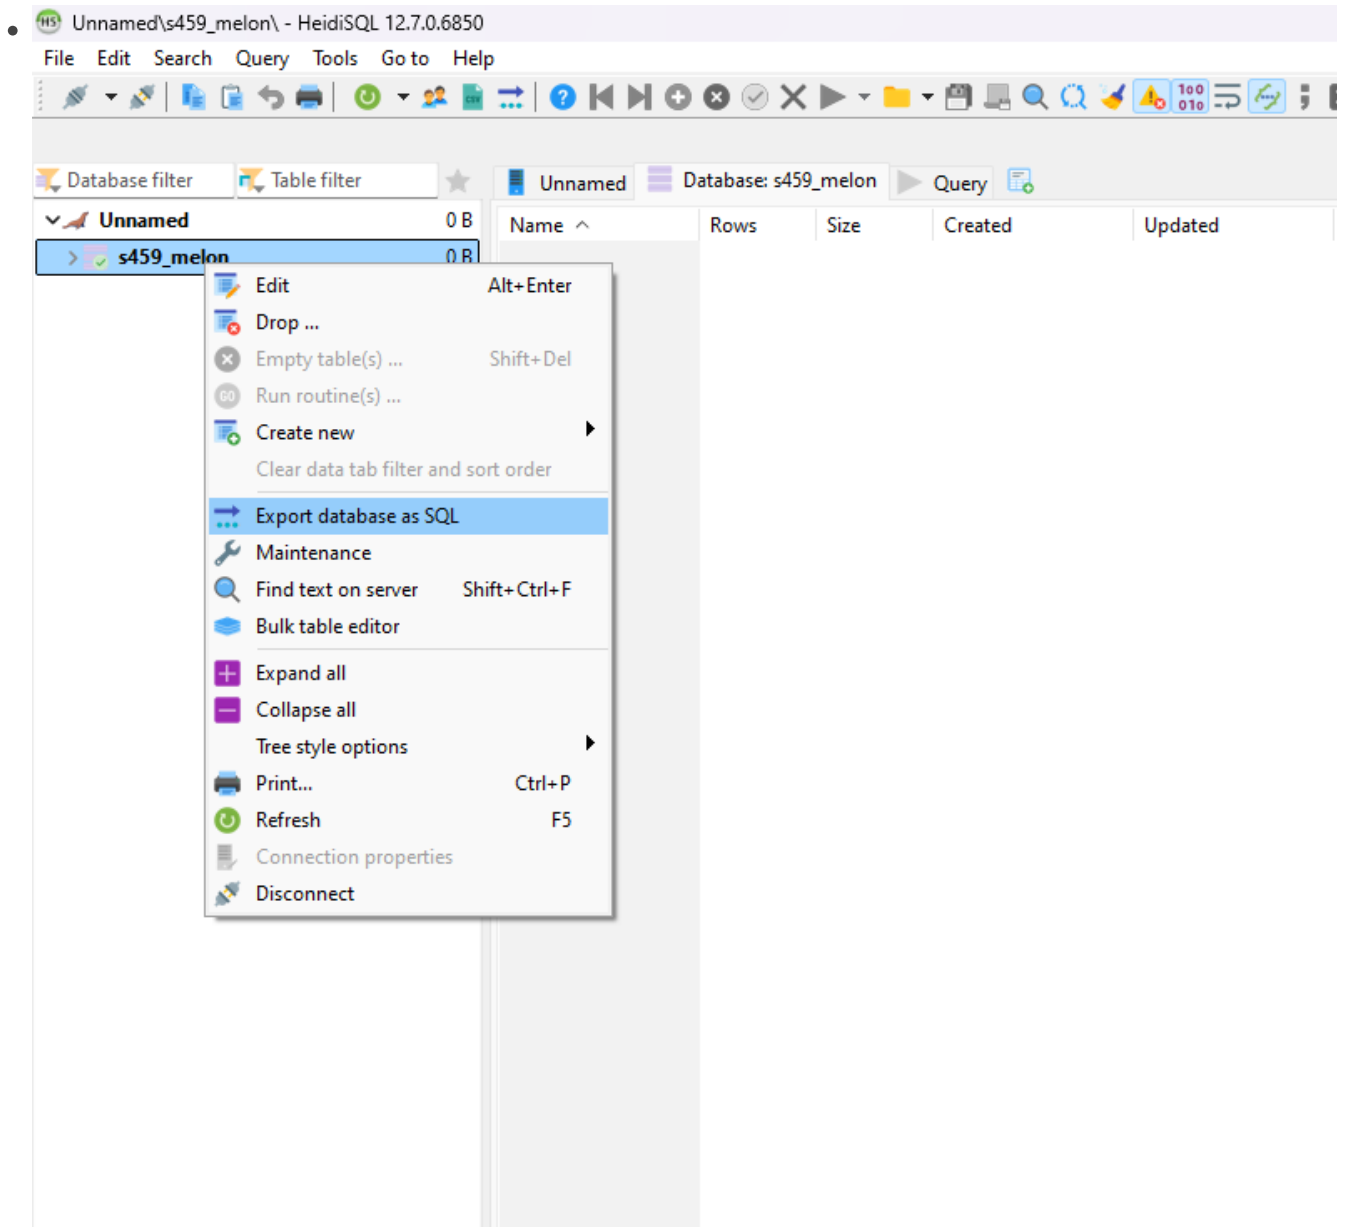 Unnamed\s459_melon\ - HeidiSQL 12.7.0.6850
File Edit Search Query Tools Go to Help
Database filter Table filter Unnamed Database: s459_melon Query
Unnamed 0 B Name Rows Size Created Updated
s459_melon 0 B
Edit Alt+Enter
Drop ...
Empty table(s) ... Shift+Del
Run routine(s) ...
Create new
Clear data tab filter and sort order
Export database as SQL
Maintenance
Find text on server Shift+Ctrl+F
Bulk table editor
Expand all
Collapse all
Tree style options
Print... Ctrl+P
Refresh F5
Connection properties
Disconnect